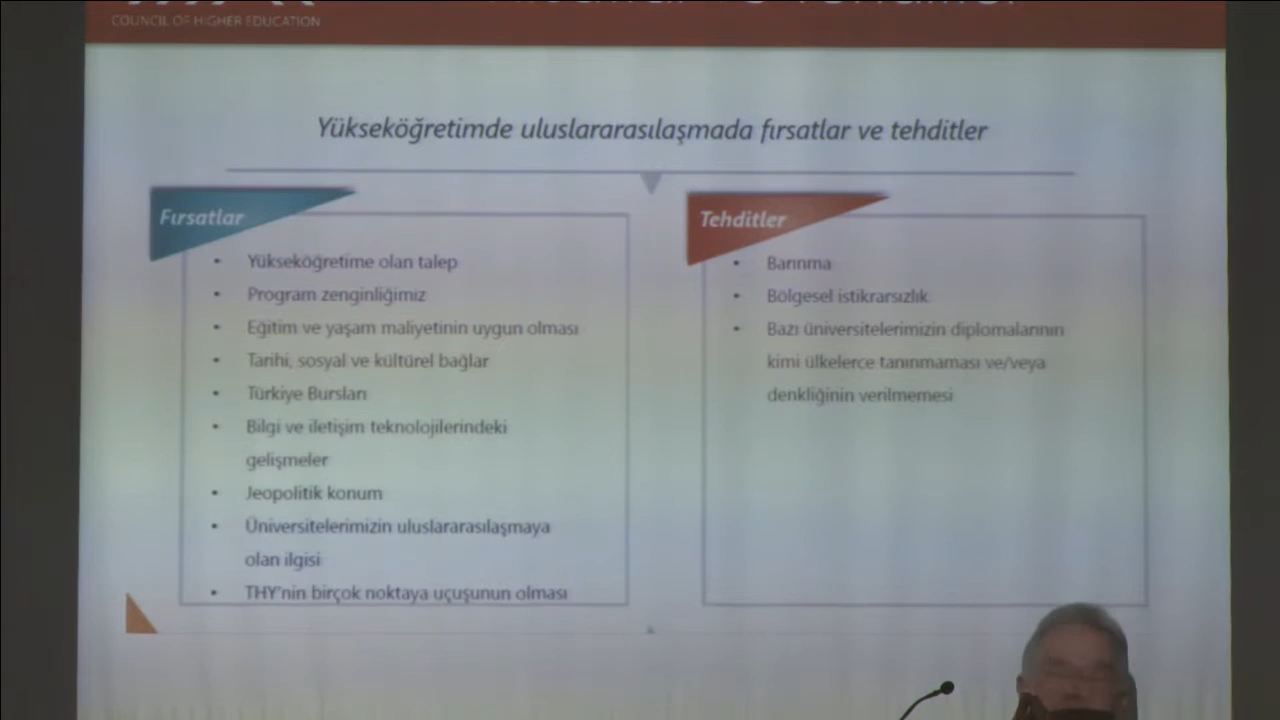 COUNCIL OF HIGHER EDUCATION
Yükseköğretimde uluslararasılaşmada fırsatlar ve tehditler
Fırsatlar
• Yükseköğretime olan talep
• Program zenginliğimiz
• Eğitim ve yaşam maliyetinin uygun olması
• Tarihi, sosyal ve kültürel bağlar
• Türkiye Bursları
• Bilgi ve iletişim teknolojilerindeki
gelişmeler
• Jeopolitik konum
• Üniversitelerimizin uluslararasılaşmaya
olan ilgisi
• THY'nin birçok noktaya uçuşunun olması
Tehditler
• Barınma
• Bölgesel istikrarsızlık
• Bazı üniversitelerimizin diplomalarının
kimi ülkelerce tanınmaması ve/veya
denkliğinin verilmemesi